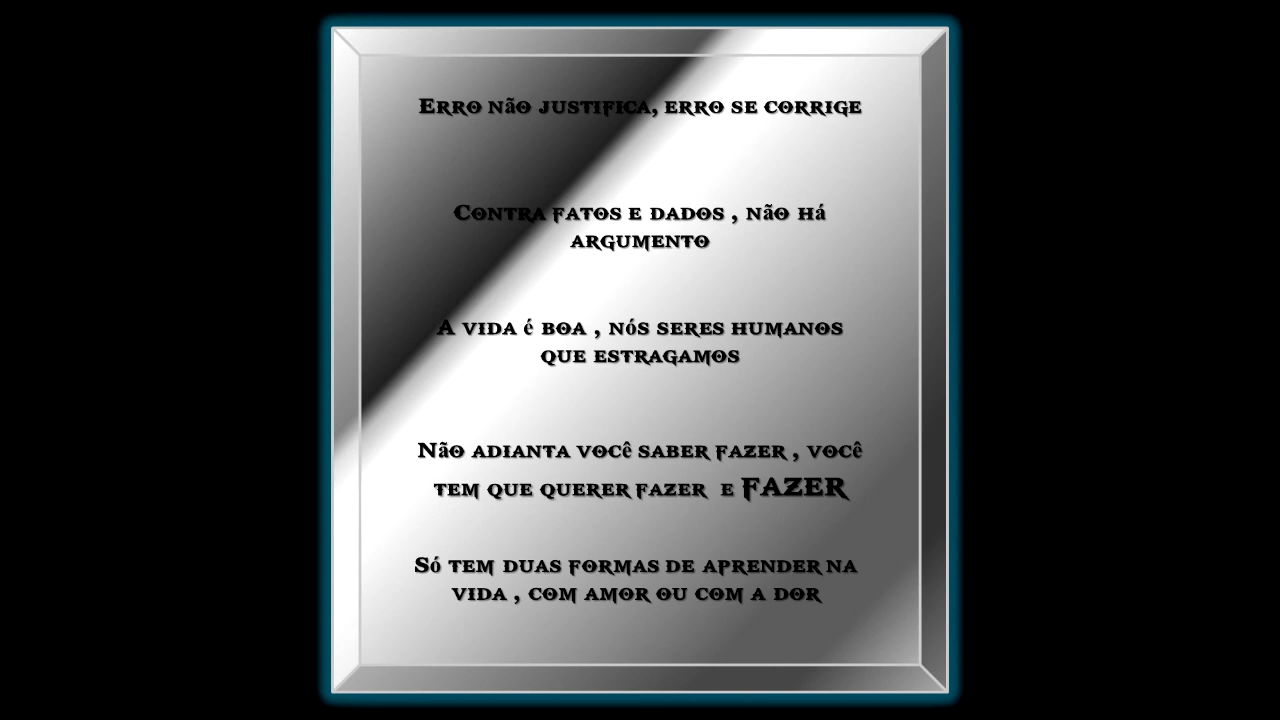 Erro não justifica, erro se corrige
Contra fatos e dados , não há
argumento
A vida é boa , nós seres humanos
que estragamos
Não adianta você saber fazer , você
tem que querer fazer e FAZER
Só tem duas formas de aprender na
vida , com amor ou com a dor